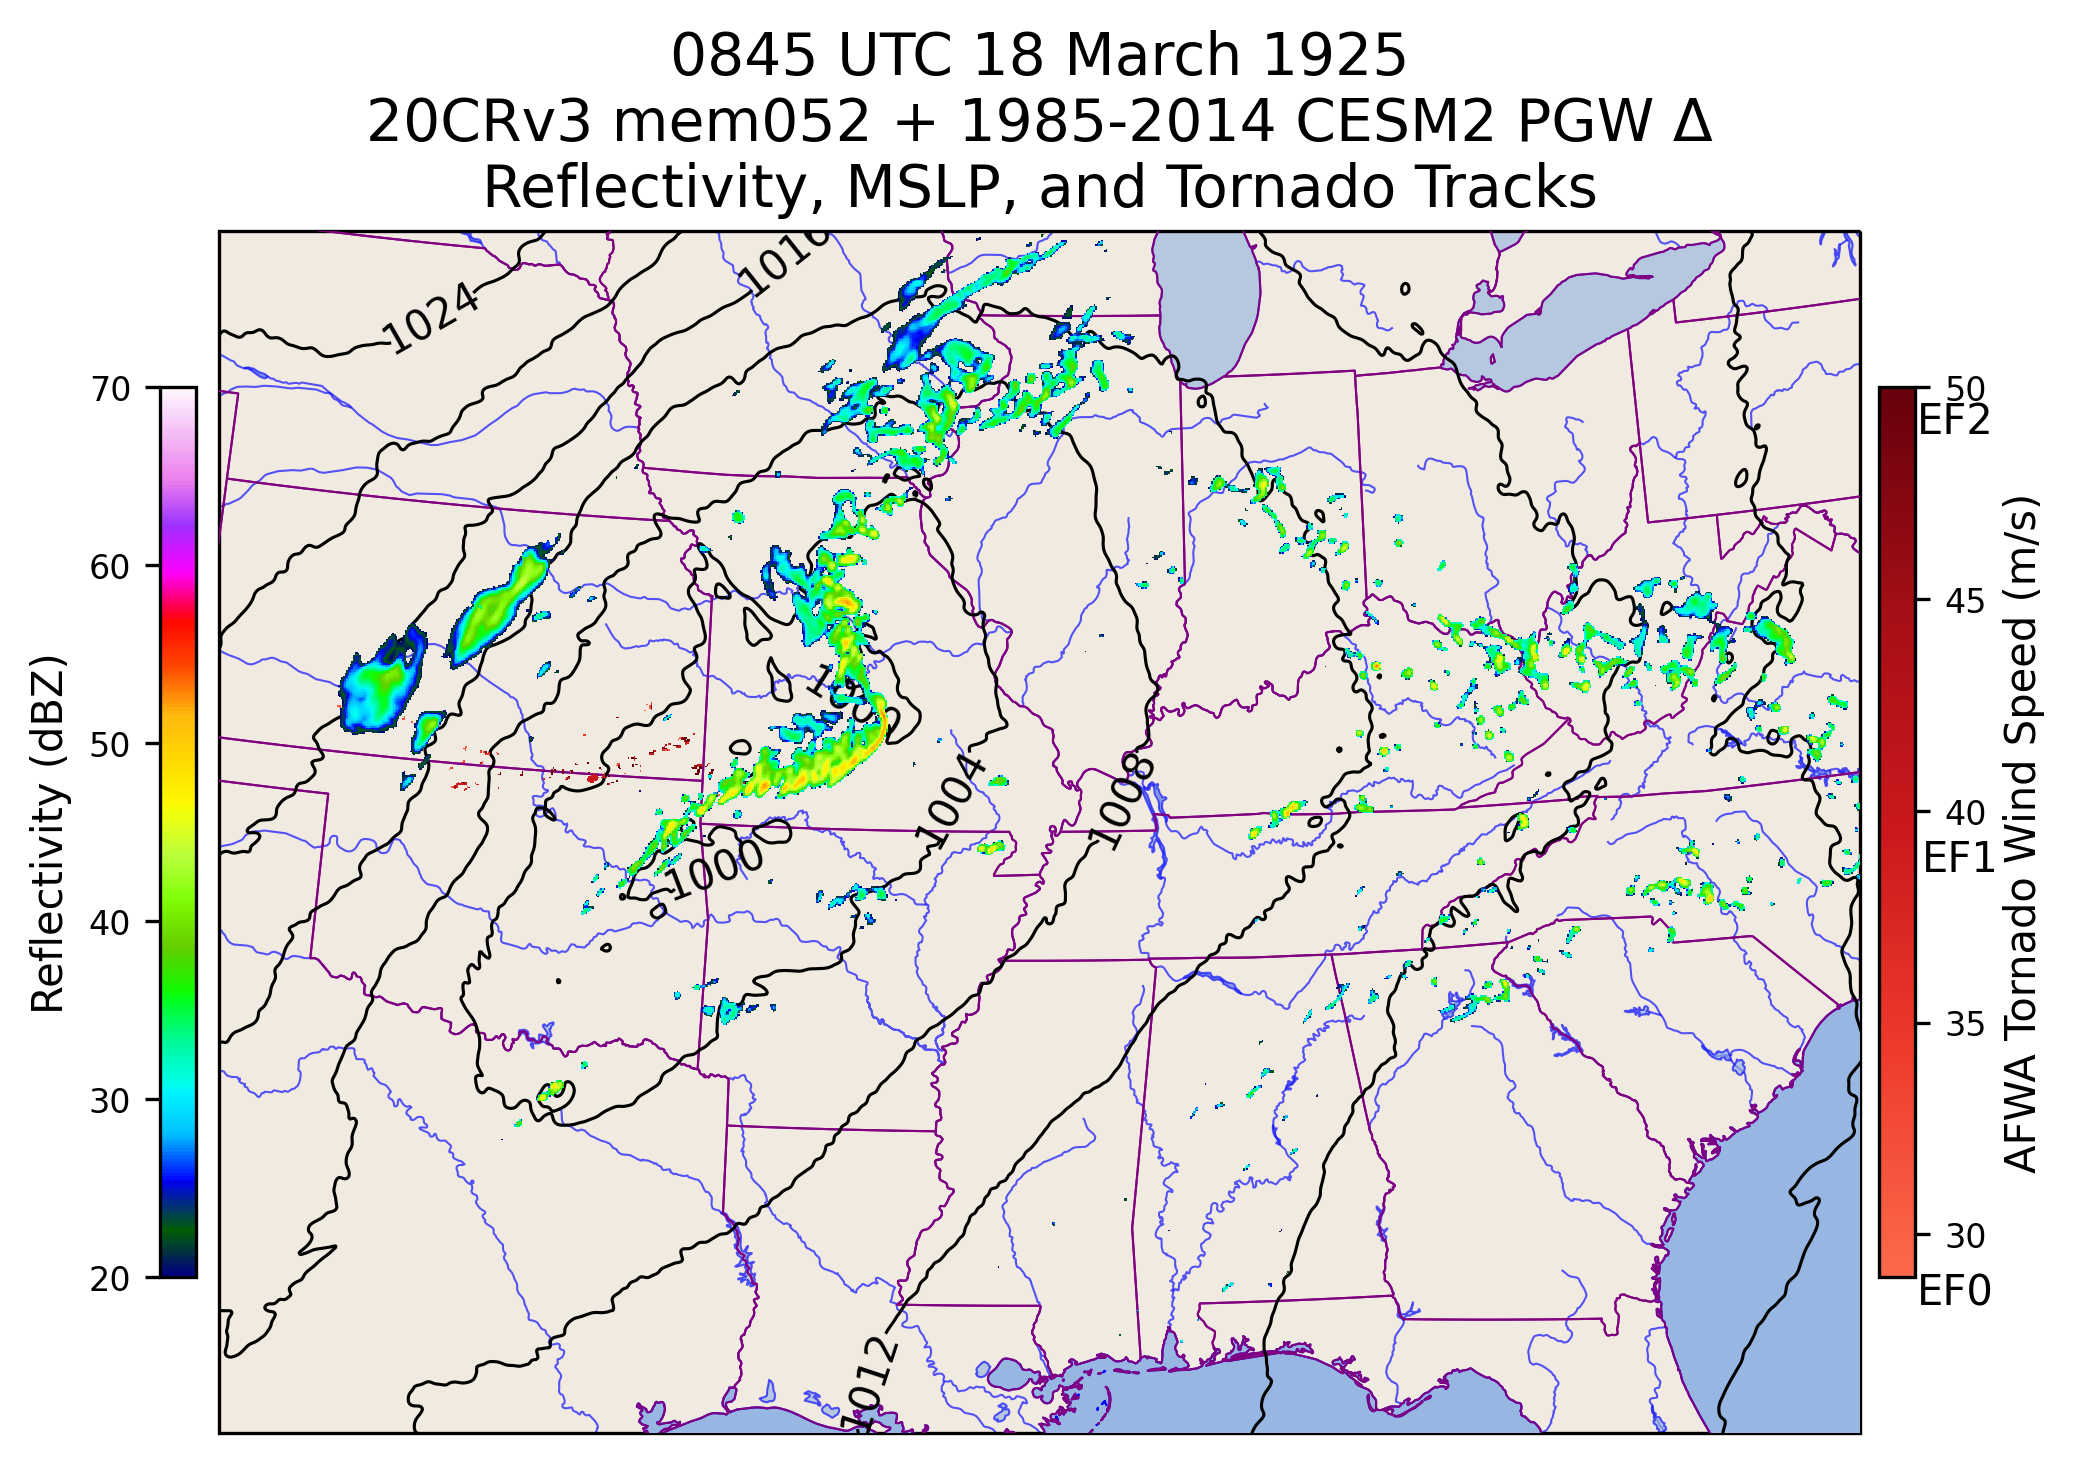 0845 UTC 18 March 1925
20CRv3 mem052 + 1985-2014 CESM2 PGW Δ
Reflectivity, MSLP, and Tornado Tracks
1016
1024
1004
1008
1000
1012
70
60
50
40
30
20
Reflectivity (dBZ)
50
EF2
45
40
EF1
35
30
EF0
AFWA Tornado Wind Speed (m/s)